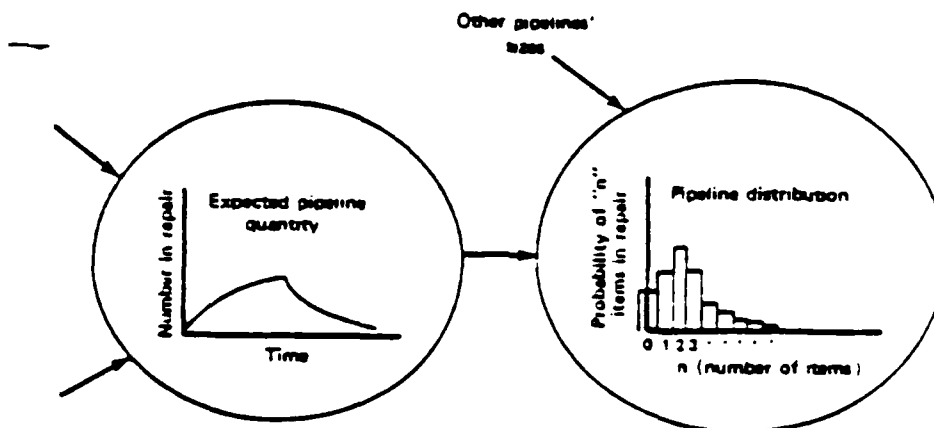 Other pipelines'
sizes
Expected pipeline
quantity
Number in repair
Time
Pipeline distribution
Probability of "n"
items in repair
0 1 2 3 . . . . .
n (number of items)